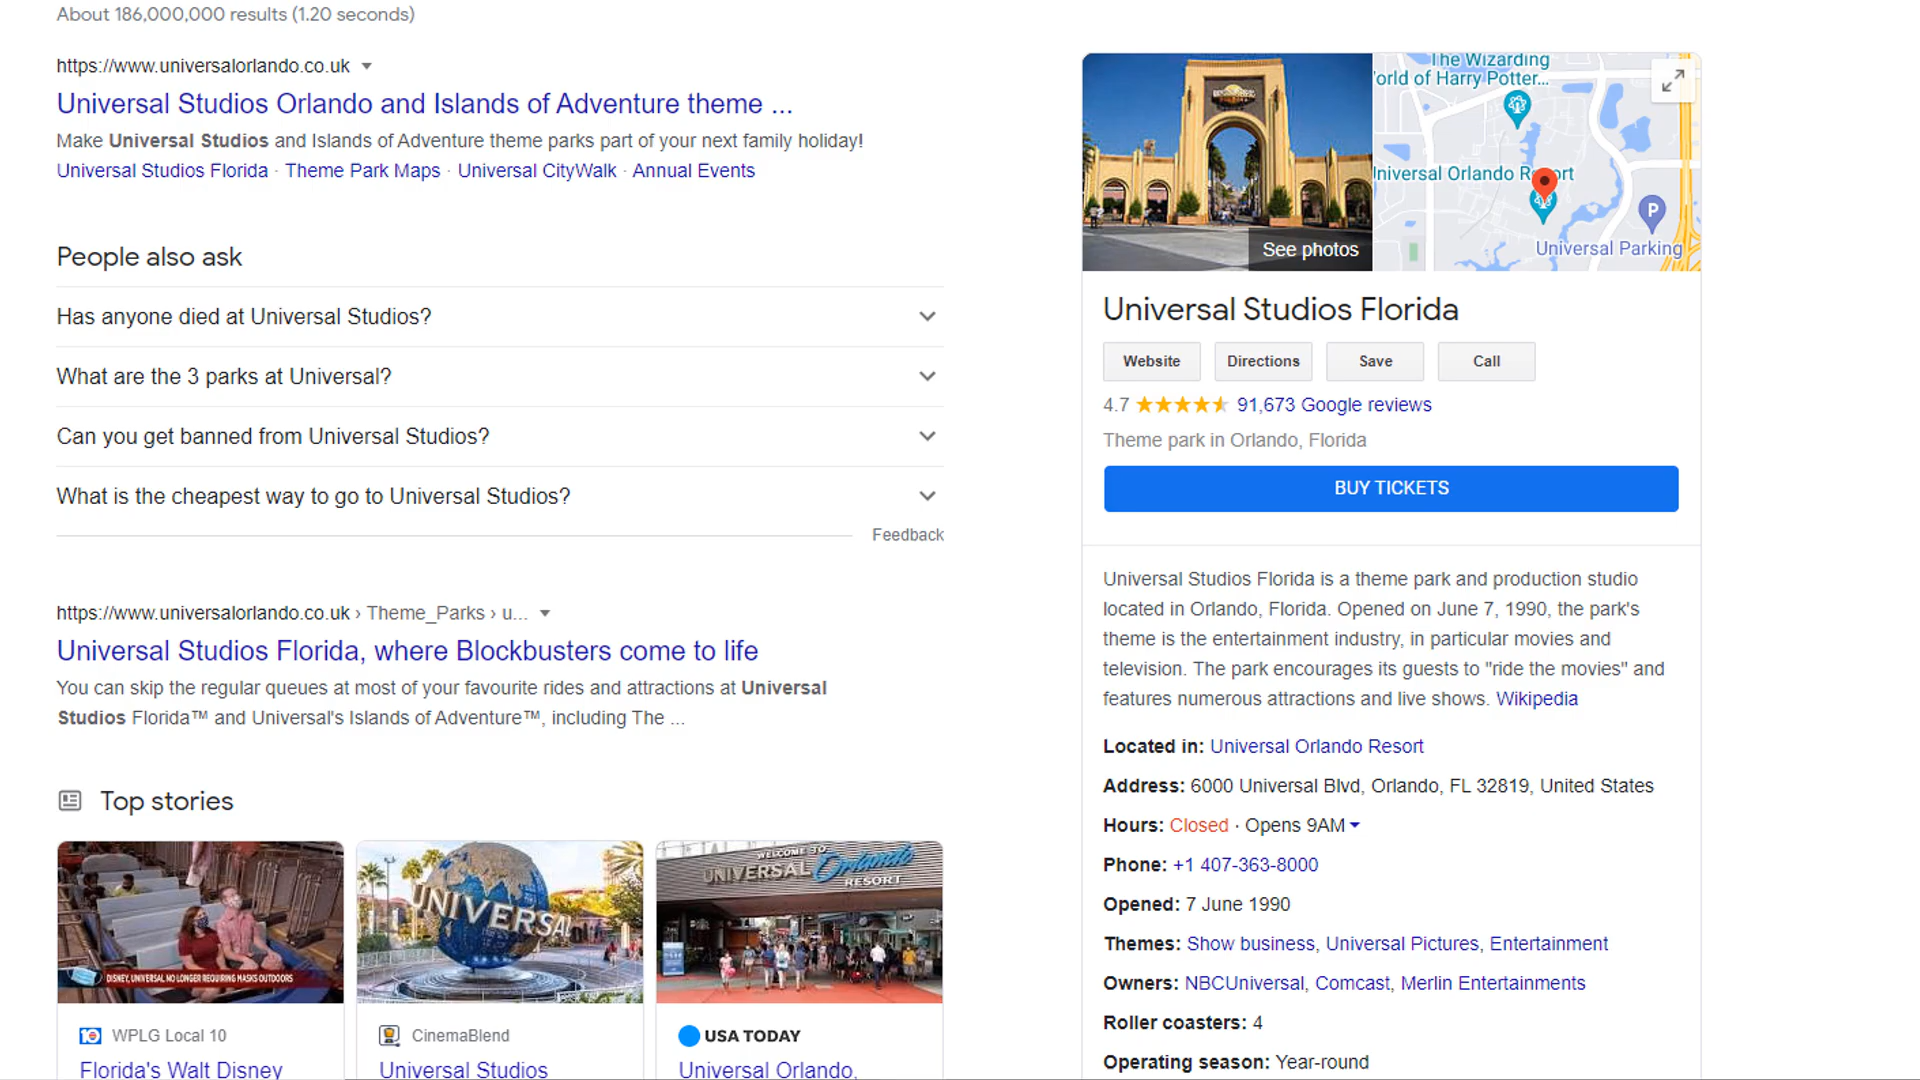 About 186,000,000 results (1.20 seconds)
https://www.universalorlando.co.uk
Universal Studios Orlando and Islands of Adventure theme ...
Make Universal Studios and Islands of Adventure theme parks part of your next family holiday!
Universal Studios Florida · Theme Park Maps · Universal CityWalk · Annual Events
People also ask
Has anyone died at Universal Studios?
What are the 3 parks at Universal?
Can you get banned from Universal Studios?
What is the cheapest way to go to Universal Studios?
Feedback
https://www.universalorlando.co.uk › Theme_Parks › u...
Universal Studios Florida, where Blockbusters come to life
You can skip the regular queues at most of your favourite rides and attractions at Universal
Studios Florida™ and Universal's Islands of Adventure™, including The ...
Top stories
DISNEY, UNIVERSAL NO LONGER REQUIRING MASKS OUTDOORS
UNIVERSAL
WELCOME TO
UNIVERSAL Orlando
RESORT
WPLG Local 10
Florida's Walt Disney
CinemaBlend
Universal Studios
USA TODAY
Universal Orlando,
The Wizarding
orld of Harry Potter...
Universal Orlando Re ort
P
Universal Parking
See photos
Universal Studios Florida
Website Directions Save Call
4.7 91,673 Google reviews
Theme park in Orlando, Florida
BUY TICKETS
Universal Studios Florida is a theme park and production studio
located in Orlando, Florida. Opened on June 7, 1990, the park's
theme is the entertainment industry, in particular movies and
television. The park encourages its guests to "ride the movies" and
features numerous attractions and live shows. Wikipedia
Located in: Universal Orlando Resort
Address: 6000 Universal Blvd, Orlando, FL 32819, United States
Hours: Closed · Opens 9AM
Phone: +1 407-363-8000
Opened: 7 June 1990
Themes: Show business, Universal Pictures, Entertainment
Owners: NBCUniversal, Comcast, Merlin Entertainments
Roller coasters: 4
Operating season: Year-round